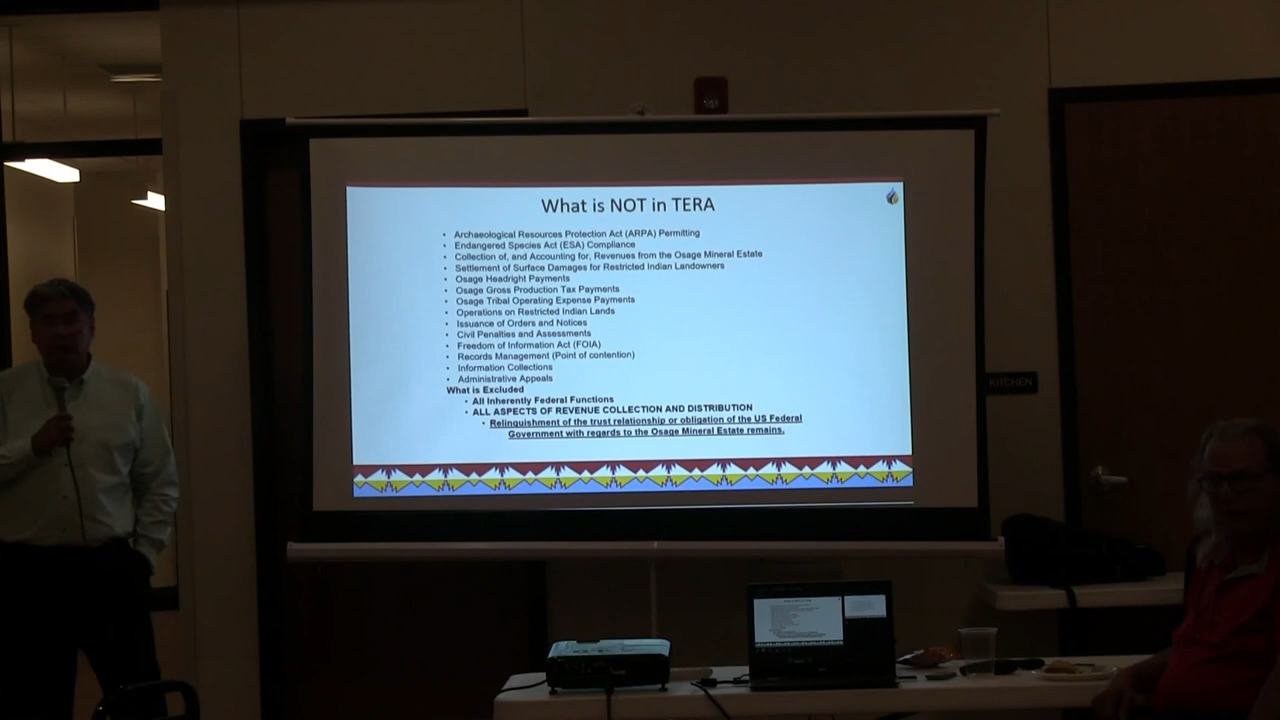 What is NOT in TERA
• Archaeological Resources Protection Act (ARPA) Permitting
• Endangered Species Act (ESA) Compliance
• Collection of, and Accounting for, Revenues from the Osage Mineral Estate
• Settlement of Surface Damages for Restricted Indian Landowners
• Osage Headright Payments
• Osage Gross Production Tax Payments
• Osage Tribal Operating Expense Payments
• Operations on Restricted Indian Lands
• Issuance of Orders and Notices
• Civil Penalties and Assessments
• Freedom of Information Act (FOIA)
• Records Management (Point of contention)
• Information Collections
• Administrative Appeals
What is Excluded
• All Inherently Federal Functions
• ALL ASPECTS OF REVENUE COLLECTION AND DISTRIBUTION
• Relinquishment of the trust relationship or obligation of the US Federal
Government with regards to the Osage Mineral Estate remains.
KITCHEN